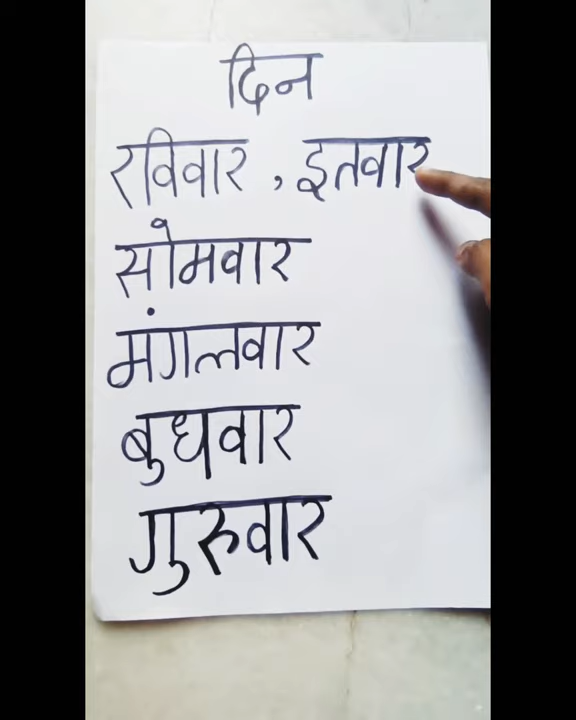 दिन
रविवार , इतवार
सोमवार
मंगलवार
बुधवार
गुरुवार